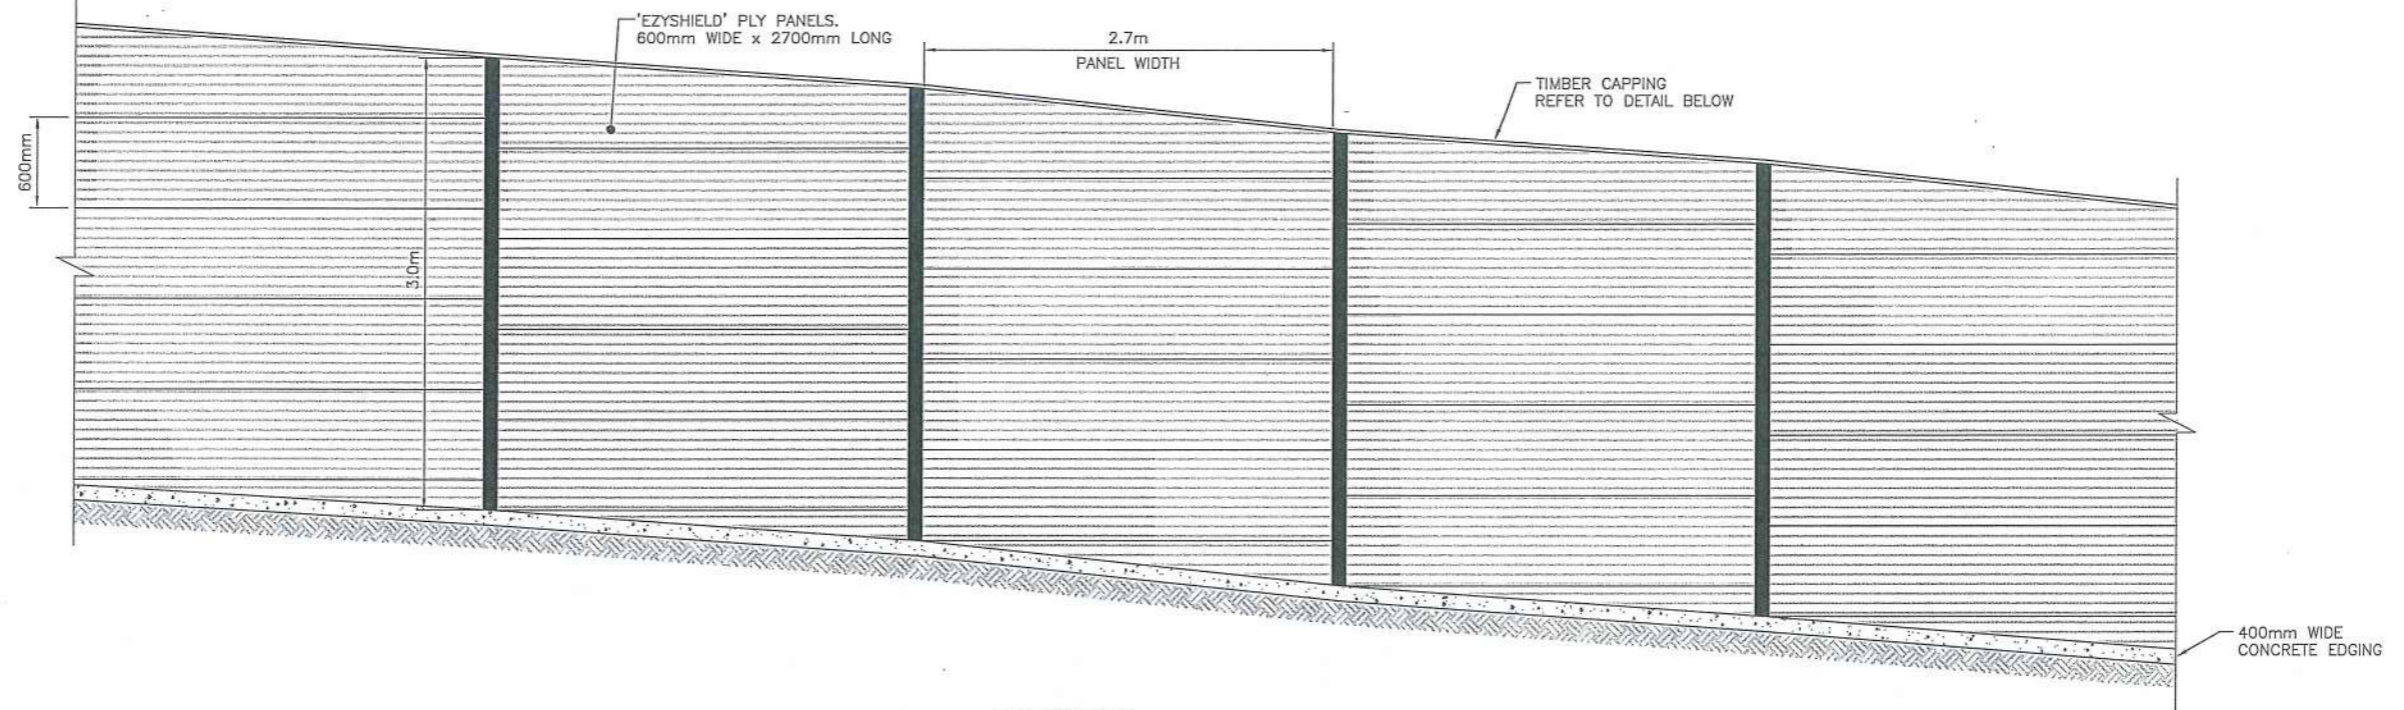 'EZYSHIELD' PLY PANELS.
600mm WIDE x 2700mm LONG
2.7m
PANEL WIDTH
TIMBER CAPPING
REFER TO DETAIL BELOW
600mm
3.0m
400mm WIDE
CONCRETE EDGING